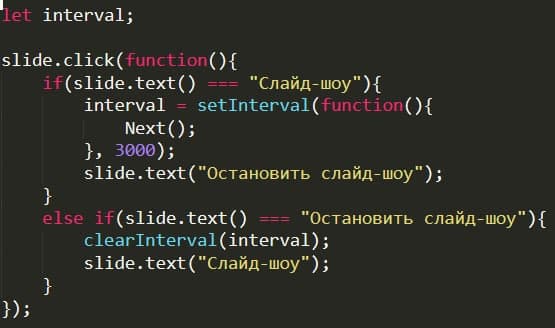 let interval;
slide.click(function(){
if(slide.text() === "Слайд-шоу"){
interval = setInterval(function(){
Next();
}, 3000);
slide.text("Остановить слайд-шоу");
}
else if(slide.text() === "Остановить слайд-шоу"){
clearInterval(interval);
slide.text("Слайд-шоу");
}
});